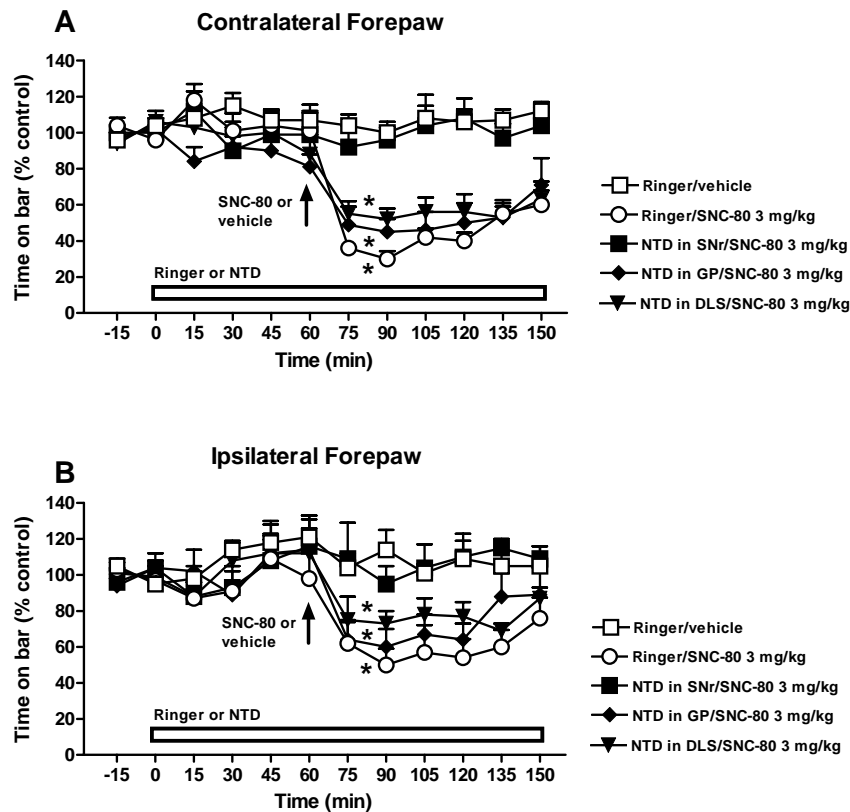 A
Contralateral Forepaw
Time on bar (% control)
140
120
100
80
60
40
20
0
SNC-80 or
vehicle
*
*
*
Ringer or NTD
-15 0 15 30 45 60 75 90 105 120 135 150
Time (min)
Ringer/vehicle
Ringer/SNC-80 3 mg/kg
NTD in SNr/SNC-80 3 mg/kg
NTD in GP/SNC-80 3 mg/kg
NTD in DLS/SNC-80 3 mg/kg
B
Ipsilateral Forepaw
Time on bar (% control)
140
120
100
80
60
40
20
0
SNC-80 or
vehicle
*
*
*
Ringer or NTD
-15 0 15 30 45 60 75 90 105 120 135 150
Time (min)
Ringer/vehicle
Ringer/SNC-80 3 mg/kg
NTD in SNr/SNC-80 3 mg/kg
NTD in GP/SNC-80 3 mg/kg
NTD in DLS/SNC-80 3 mg/kg